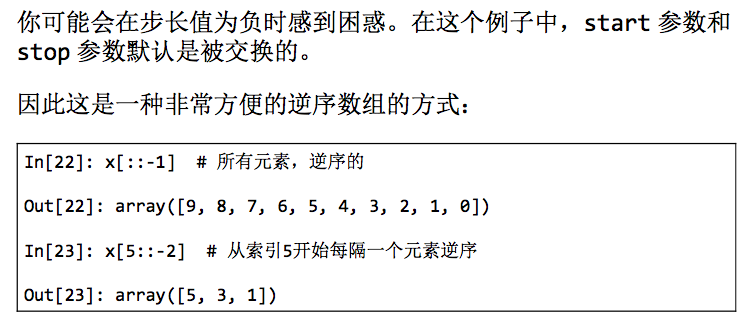 你可能会在步长值为负时感到困惑。在这个例子中，start 参数和
stop 参数默认是被交换的。
因此这是一种非常方便的逆序数组的方式：
In[22]: x[::-1]  # 所有元素，逆序的
Out[22]: array([9, 8, 7, 6, 5, 4, 3, 2, 1, 0])
In[23]: x[5::-2]  # 从索引5开始每隔一个元素逆序
Out[23]: array([5, 3, 1])